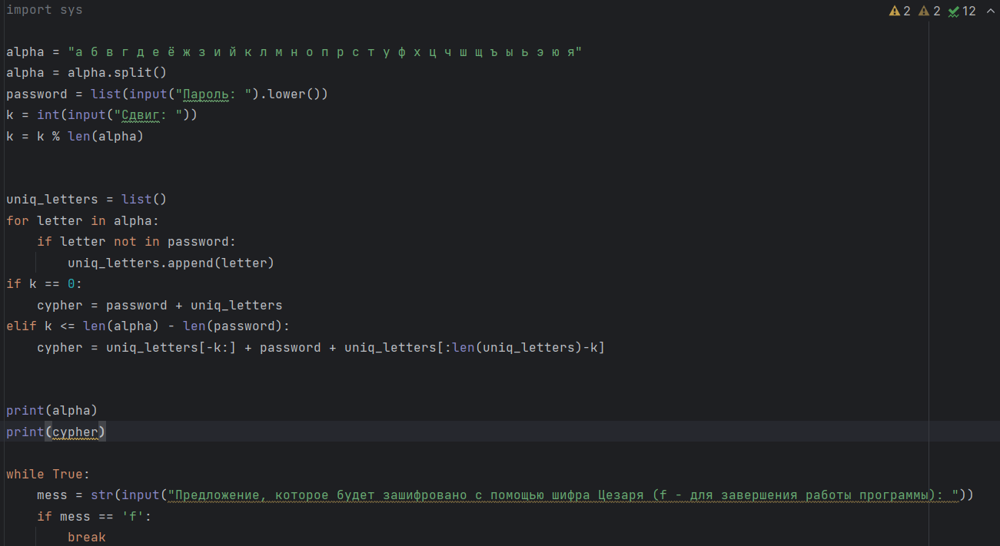 import sys
2 2 12
alpha = "а б в г д е ё ж з и й к л м н о п р с т у ф х ц ч ш щ ъ ы ь э ю я"
alpha = alpha.split()
password = list(input("Пароль: ").lower())
k = int(input("Сдвиг: "))
k = k % len(alpha)
uniq_letters = list()
for letter in alpha:
    if letter not in password:
        uniq_letters.append(letter)
if k == 0:
    cypher = password + uniq_letters
elif k <= len(alpha) - len(password):
    cypher = uniq_letters[-k:] + password + uniq_letters[:len(uniq_letters)-k]
print(alpha)
print(cypher)
while True:
    mess = str(input("Предложение, которое будет зашифровано с помощью шифра Цезаря (f - для завершения работы программы): "))
    if mess == 'f':
        break